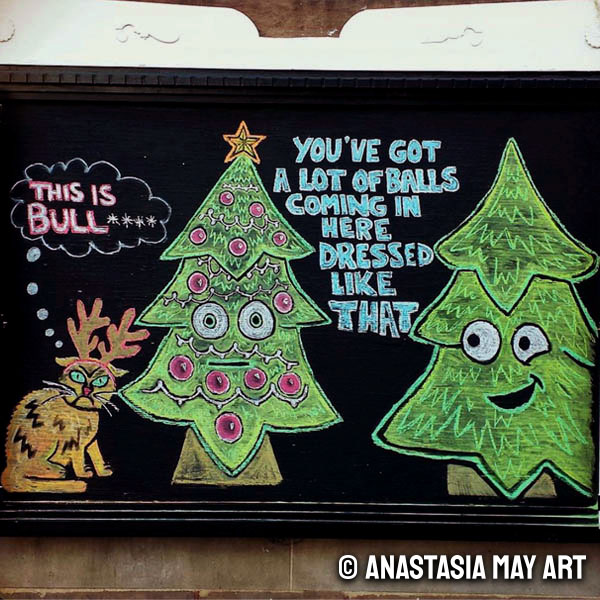 THIS IS
BULL****
YOU'VE GOT
A LOT OF BALLS
COMING IN
HERE
DRESSED
LIKE
THAT
© ANASTASIA MAY ART